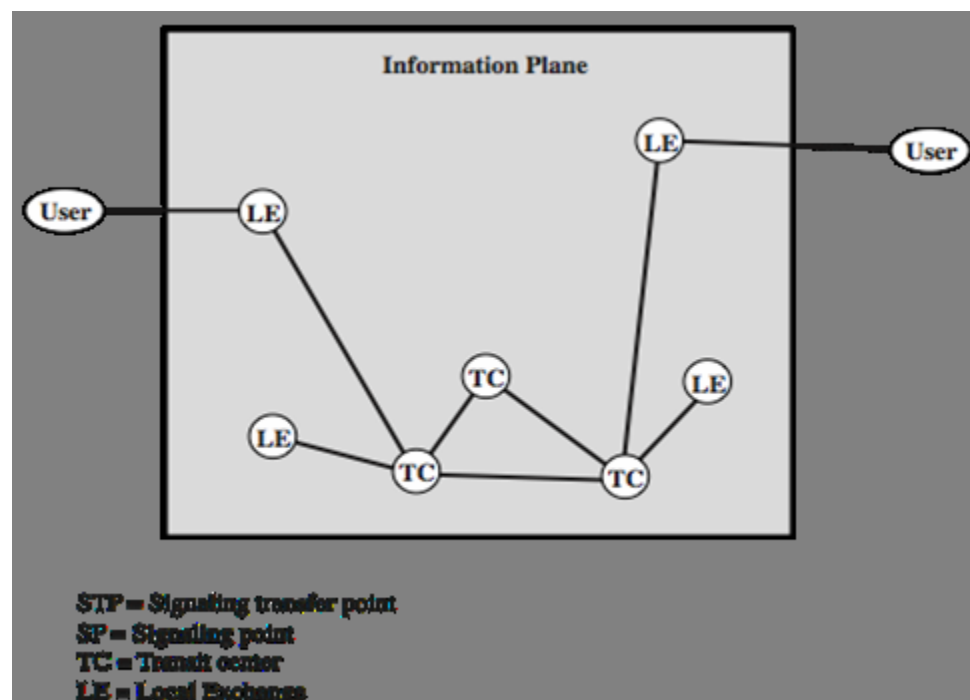 Information Plane
LE
User
User
LE
TC
LE
LE
TC
TC
STP = Signaling transfer point
SP = Signaling point
TC = Transit center
LE = Local Exchange